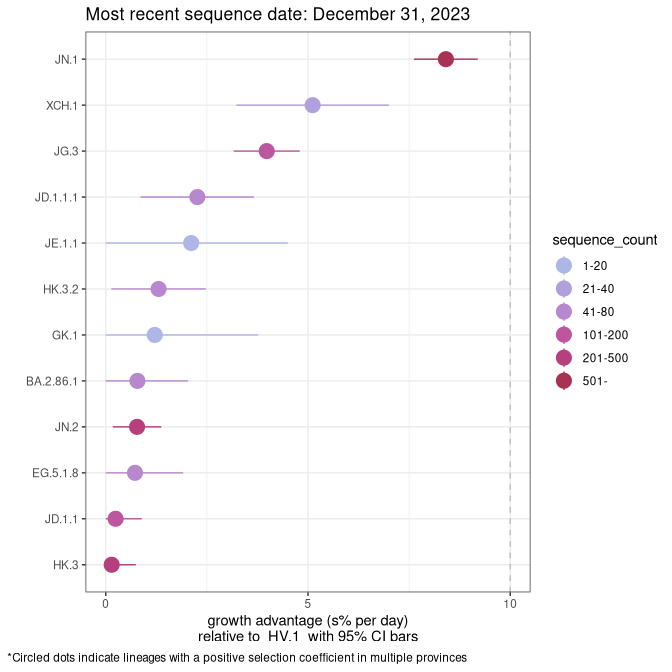 Most recent sequence date: December 31, 2023
JN.1
XCH.1
JG.3
JD.1.1.1
JE.1.1
HK.3.2
GK.1
BA.2.86.1
JN.2
EG.5.1.8
JD.1.1
HK.3
0 5 10
growth advantage (s% per day)
relative to HV.1 with 95% CI bars
sequence_count
1-20
21-40
41-80
101-200
201-500
501-
*Circled dots indicate lineages with a positive selection coefficient in multiple provinces